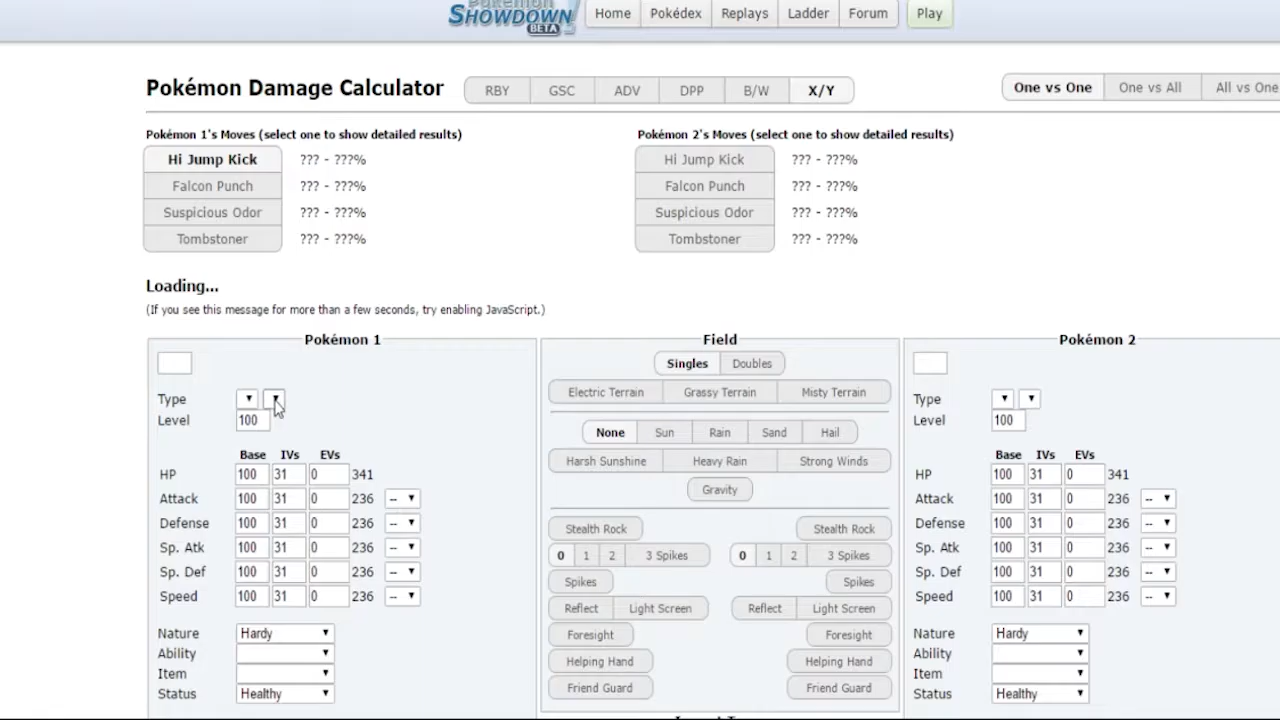 Pokémon
SHOWDOWN!
BETA
Home Pokédex Replays Ladder Forum Play
Pokémon Damage Calculator RBY GSC ADV DPP B/W X/Y One vs One One vs All All vs One
Pokémon 1's Moves (select one to show detailed results) Pokémon 2's Moves (select one to show detailed results)
Hi Jump Kick ??? - ???% Hi Jump Kick ??? - ???%
Falcon Punch ??? - ???% Falcon Punch ??? - ???%
Suspicious Odor ??? - ???% Suspicious Odor ??? - ???%
Tombstoner ??? - ???% Tombstoner ??? - ???%
Loading...
(If you see this message for more than a few seconds, try enabling JavaScript.)
Pokémon 1 Field Pokémon 2
Singles Doubles
Type Electric Terrain Grassy Terrain Misty Terrain Type
Level 100 Level 100
None Sun Rain Sand Hail
Base IVs EVs Harsh Sunshine Heavy Rain Strong Winds Base IVs EVs
HP 100 31 0 341 HP 100 31 0 341
Attack 100 31 0 236 -- Gravity Attack 100 31 0 236 --
Defense 100 31 0 236 -- Stealth Rock Stealth Rock Defense 100 31 0 236 --
Sp. Atk 100 31 0 236 -- 0 1 2 3 Spikes 0 1 2 3 Spikes Sp. Atk 100 31 0 236 --
Sp. Def 100 31 0 236 -- Spikes Spikes Sp. Def 100 31 0 236 --
Speed 100 31 0 236 -- Reflect Light Screen Reflect Light Screen Speed 100 31 0 236 --
Nature Hardy Foresight Foresight Nature Hardy
Ability Helping Hand Helping Hand Ability
Item Item
Status Healthy Friend Guard Friend Guard Status Healthy